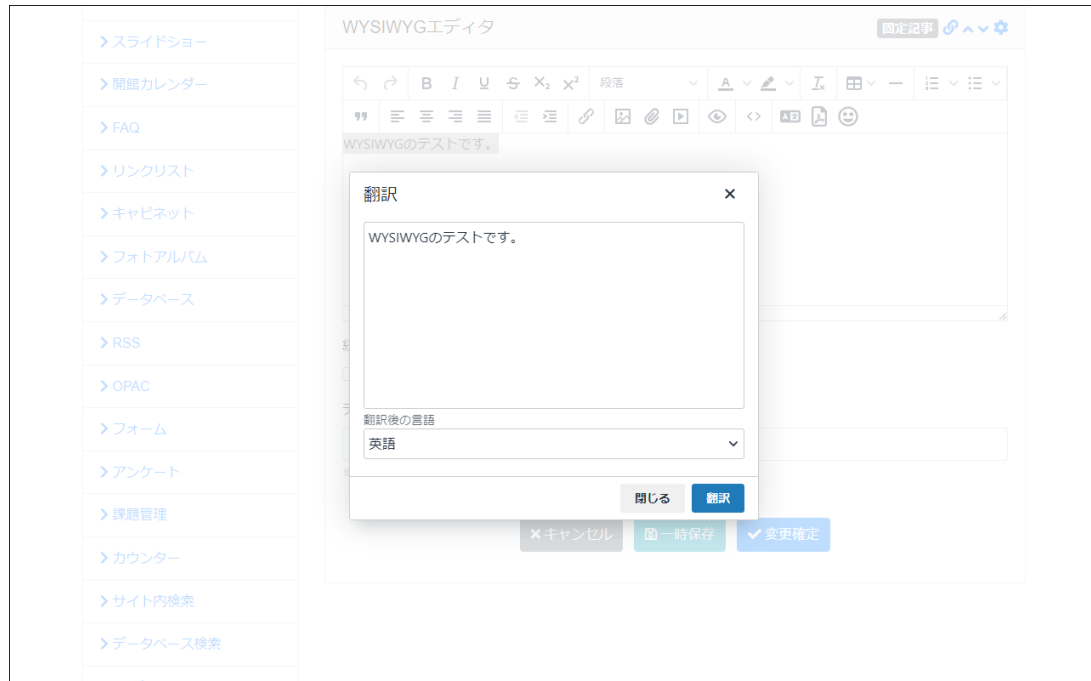 スライドショー
開館カレンダー
FAQ
リンクリスト
キャビネット
フォトアルバム
データベース
RSS
OPAC
フォーム
アンケート
課題管理
カウンター
サイト内検索
データベース検索
WYSIWYGエディタ
固定記事
B I U S X₂ X² 段落 A
WYSIWYGのテストです。
翻訳
WYSIWYGのテストです。
翻訳後の言語
英語
閉じる 翻訳
キャンセル 一時保存 変更確定